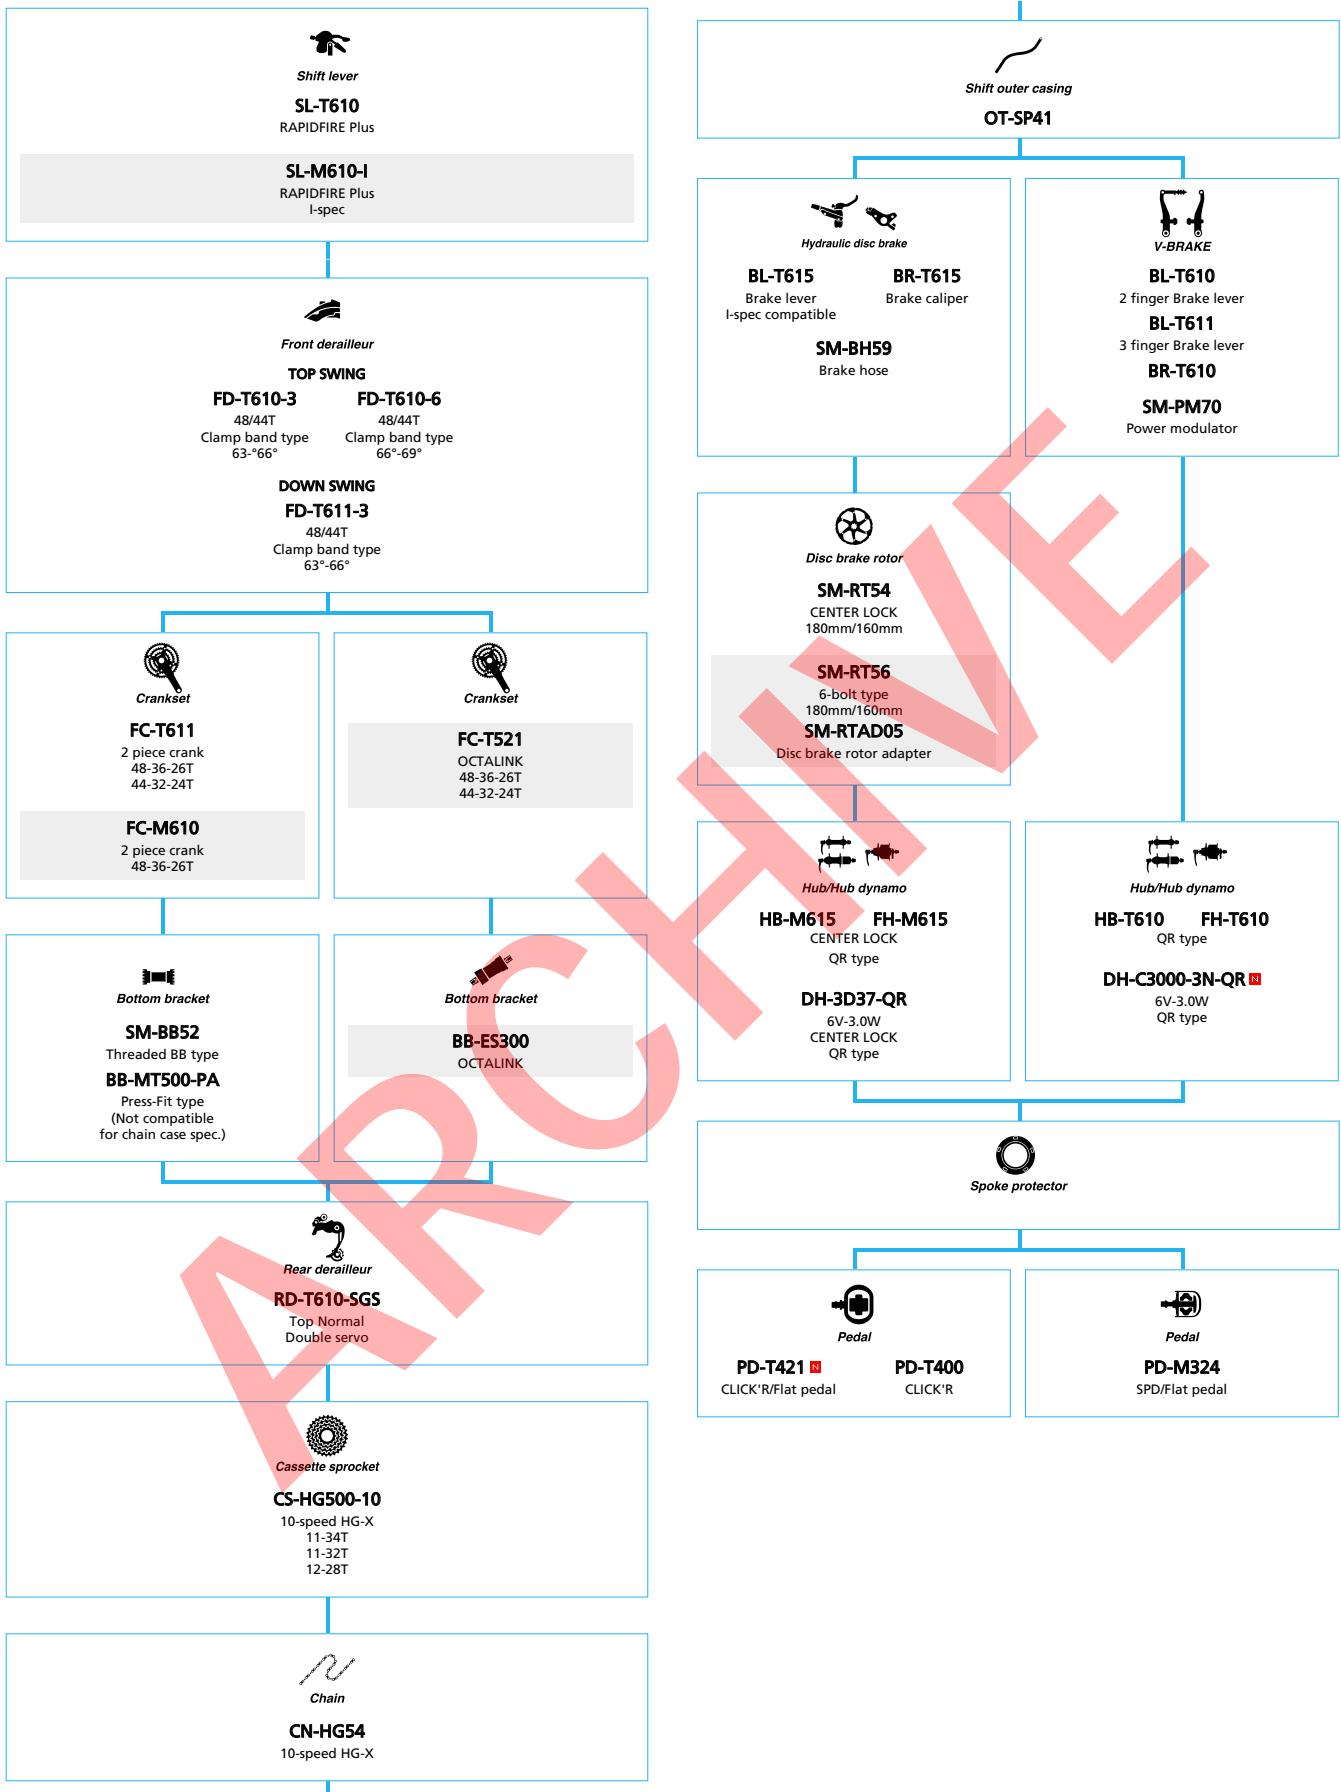 Shift lever
SL-T610
RAPIDFIRE Plus
SL-M610-I
RAPIDFIRE Plus
I-spec
Front derailleur
TOP SWING
FD-T610-3 FD-T610-6
48/44T 48/44T
Clamp band type Clamp band type
63-°66° 66°-69°
DOWN SWING
FD-T611-3
48/44T
Clamp band type
63°-66°
Crankset
FC-T611
2 piece crank
48-36-26T
44-32-24T
FC-M610
2 piece crank
48-36-26T
Crankset
FC-T521
OCTALINK
48-36-26T
44-32-24T
Bottom bracket
SM-BB52
Threaded BB type
BB-MT500-PA
Press-Fit type
(Not compatible
for chain case spec.)
Bottom bracket
BB-ES300
OCTALINK
Rear derailleur
RD-T610-SGS
Top Normal
Double servo
Cassette sprocket
CS-HG500-10
10-speed HG-X
11-34T
11-32T
12-28T
Chain
CN-HG54
10-speed HG-X
Shift outer casing
OT-SP41
Hydraulic disc brake
BL-T615 BR-T615
Brake lever Brake caliper
I-spec compatible
SM-BH59
Brake hose
V-BRAKE
BL-T610
2 finger Brake lever
BL-T611
3 finger Brake lever
BR-T610
SM-PM70
Power modulator
Disc brake rotor
SM-RT54
CENTER LOCK
180mm/160mm
SM-RT56
6-bolt type
180mm/160mm
SM-RTAD05
Disc brake rotor adapter
Hub/Hub dynamo
HB-M615 FH-M615
CENTER LOCK
QR type
DH-3D37-QR
6V-3.0W
CENTER LOCK
QR type
Hub/Hub dynamo
HB-T610 FH-T610
QR type
DH-C3000-3N-QR N
6V-3.0W
QR type
Spoke protector
Pedal
PD-T421 N PD-T400
CLICK'R/Flat pedal CLICK'R
Pedal
PD-M324
SPD/Flat pedal
ARCHIVE